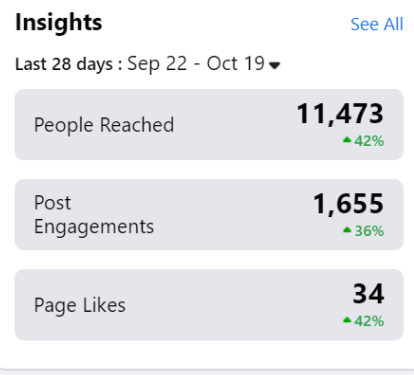 Insights
See All
Last 28 days : Sep 22 - Oct 19
People Reached
11,473
42%
Post
Engagements
1,655
36%
Page Likes
34
42%